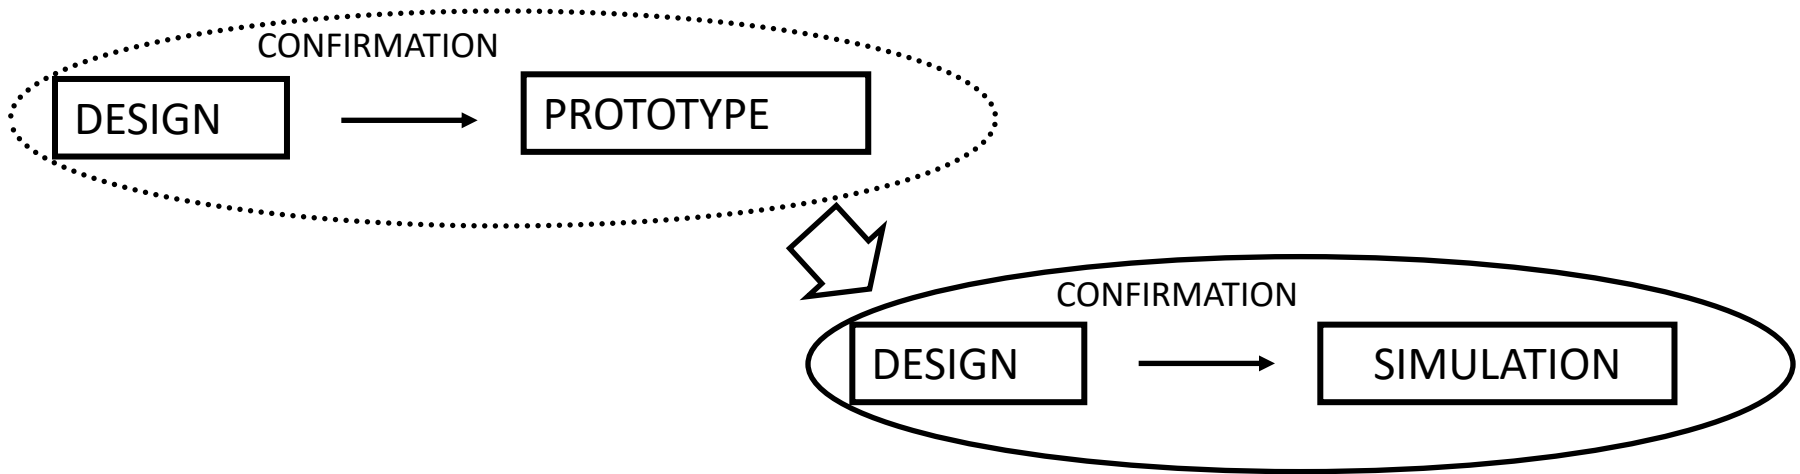 CONFIRMATION
DESIGN
PROTOTYPE
CONFIRMATION
DESIGN
SIMULATION